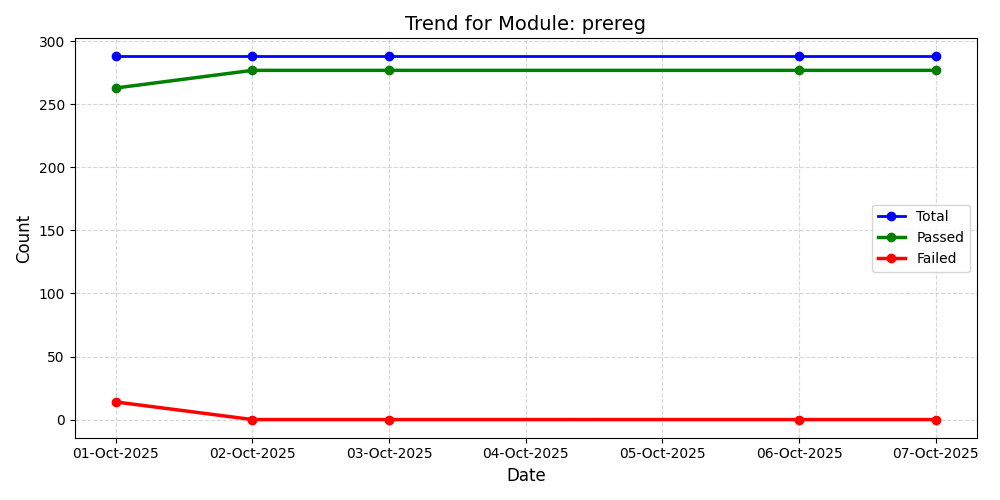 Trend for Module: prereg
300
250
200
150
100
50
0
Count
Total
Passed
Failed
01-Oct-2025 02-Oct-2025 03-Oct-2025 04-Oct-2025 05-Oct-2025 06-Oct-2025 07-Oct-2025
Date